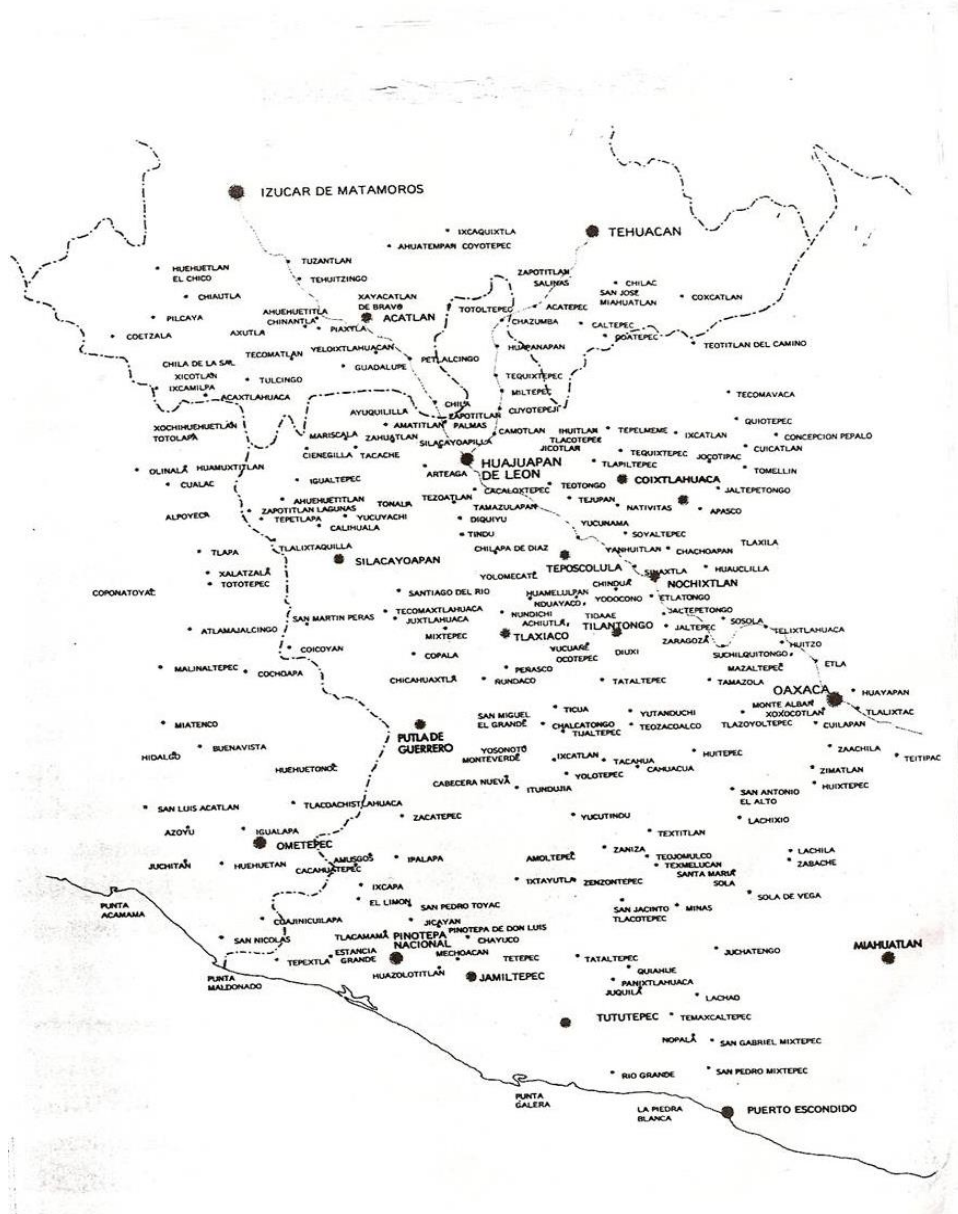 IZUCAR DE MATAMOROS
IXCAQUIXTLA
TEHUACAN
AHUATEMPAN COYOTEPEC
TUZANTLAN
HUEHUETLAN
EL CHICO
TEHUITZINGO
ZAPOTITLAN
SALINAS
CHILAC
SAN JOSE
MIAHUATLAN
COXCATLAN
CHIAUTLA
XAYACATLAN
DE BRAVO
ACATLAN
TOTOLTEPEC
ACATEPEC
PILCAYA
AHUEHUETITLA
CHINANTLA
PIAXTLA
CHAZUMBA
CALTEPEC
COETZALA
AXUTLA
COATEPEC
HUAPANAPAN
TEOTITLAN DEL CAMINO
TECOMATLAN
YELOIXTLAHUACAN
PETLALCINGO
CHILA DE LA SAL
GUADALUPE
XICOTLAN
TULCINGO
TEQUIXTEPEC
IXCAMILPA
ACAXTLAHUACA
MILTEPEC
TECOMAVACA
CHILA
CUYOTEPEJI
AYUQUILILLA
ZAPOTITLAN
PALMAS
XOCHIHUEHUETLAN
TOTOLAPA
AMATITLAN
CAMOTLAN
IHUITLAN
TEPELMEME
IXCATLAN
QUIOTEPEC
CONCEPCION PEPALO
MARISCALA
ZAHUATLAN
SILACAYOAPILLA
TLACOTEPEC
JICOTLAR
TEQUIXTEPEC
JOCOTIPAC
CUICATLAN
CIENEGILLA
TACACHE
HUAJUAPAN
DE LEON
TLAPILTEPEC
TOMELLIN
OLINALA
HUAMUXTITLAN
ARTEAGA
COIXTLAHUACA
CUALAC
IGUALTEPEC
CACALOXTEPEC
TEOTONGO
JALTEPETONGO
AHUEHUETITLAN
TONALA
TEZOATLAN
TEJUPAN
NATIVITAS
APASCO
ALPOYECA
ZAPOTITLAN LAGUNAS
TEPETLAPA
YUCUYACHI
CALIHUALA
DIQUIYU
TAMAZULAPAN
YUCUNAMA
SOYALTEPEC
TINDU
TLAXILA
TLAPA
TLALIXTAQUILLA
SILACAYOAPAN
CHILAPA DE DIAZ
YANHUITLAN
CHACHOAPAN
TEPOSCOLULA
SINAXTLA
HUAUCLILLA
XALATZALA
TOTOTEPEC
YOLOMECATL
CHINDUA
NOCHIXTLAN
COPONATOYAC
SANTIAGO DEL RIO
HUAMELULPAN
NDUAYACO
YODOCONO
ETLATONGO
SAN MARTIN PERAS
TECOMAXTLAHUACA
JUXTLAHUACA
NUNDICHI
ACHIUTLA
TIDAAE
TILANTONGO
JACTEPETONGO
SOSOLA
ATLAMAJALCINGO
MIXTEPEC
TLAXIACO
JALTEPEC
ZARAGOZA
TELIXTLAHUACA
HUITZO
COICOYAN
COPALA
YUCUAÑE
OCOTEPEC
DIUXI
SUCHILQUITONGO
MALINALTEPEC
COCHOAPA
CHICAHUAXTLA
PERASCO
RUNDACO
TATALTEPEC
MAZALTEPEC
ETLA
TAMAZOLA
OAXACA
HUAYAPAN
MIATENCO
PUTLA DE
GUERRERO
SAN MIGUEL
EL GRANDE
TICUA
CHALCATONGO
TIJALTEPEC
YUTANDUCHI
TEOZACOALCO
MONTE ALBAN
XOXOCOTLAN
TLAZOYOLTEPEC
TLALIXTAC
CUILAPAN
HIDALGO
BUENAVISTA
YOSONOTU
MONTEVERDE
IXCATLAN
TACAHUA
HUITEPEC
ZAACHILA
TEITIPAC
HUEHUETONOC
CABECERA NUEVA
YOLOTEPEC
CAHUACUA
ZIMATLAN
ITUNDUJIA
HUIXTEPEC
SAN ANTONIO
EL ALTO
SAN LUIS ACATLAN
TLACOACHISTLAHUACA
ZACATEPEC
YUCUTINDU
LACHIXIO
AZOYU
IGUALAPA
OMETEPEC
TEXTITLAN
JUCHITAN
HUEHUETAN
AMUSGOS
CACAHUATEPEC
IPALAPA
AMOLTEPEC
ZANIZA
TEOJOMULCO
TEXMELUCAN
LACHILA
ZABACHE
PUNTA
ACAMAMA
IXCAPA
IXTAYUTLA
ZENZONTEPEC
SANTA MARIA
SOLA
EL LIMON
SAN PEDRO TOYAC
SAN JACINTO
TLACOTEPEC
MINAS
SOLA DE VEGA
CUAJINICUILAPA
JICAYAN
PINOTEPA DE DON LUIS
SAN NICOLAS
TLACAMAMA
PINOTEPA
NACIONAL
CHAYUCO
MIAHUATLAN
TEPEXTLA
ESTANCIA
GRANDE
MECHOACAN
TETEPEC
TATALTEPEC
JUCHATENGO
PUNTA
MALDONADO
HUAZOLOTITLAN
JAMILTEPEC
QUIAHIJE
PANIXTLAHUACA
JUQUILA
LACHAO
TUTUTEPEC
TEMAXCALTEPEC
NOPALA
SAN GABRIEL MIXTEPEC
RIO GRANDE
SAN PEDRO MIXTEPEC
PUNTA
GALERA
LA PIEDRA
BLANCA
PUERTO ESCONDIDO